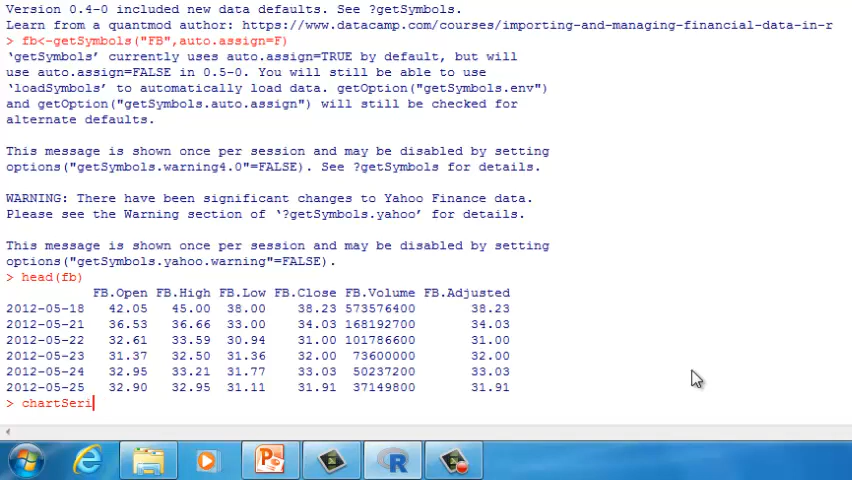 Version 0.4-0 included new data defaults. See ?getSymbols.
Learn from a quantmod author: https://www.datacamp.com/courses/importing-and-managing-financial-data-in-r
> fb<-getSymbols("FB",auto.assign=F)
‘getSymbols’ currently uses auto.assign=TRUE by default, but will
use auto.assign=FALSE in 0.5-0. You will still be able to use
‘loadSymbols’ to automatically load data. getOption("getSymbols.env")
and getOption("getSymbols.auto.assign") will still be checked for
alternate defaults.
This message is shown once per session and may be disabled by setting
options("getSymbols.warning4.0"=FALSE). See ?getSymbols for details.
WARNING: There have been significant changes to Yahoo Finance data.
Please see the Warning section of ‘?getSymbols.yahoo’ for details.
This message is shown once per session and may be disabled by setting
options("getSymbols.yahoo.warning"=FALSE).
> head(fb)
FB.Open FB.High FB.Low FB.Close FB.Volume FB.Adjusted
2012-05-18 42.05 45.00 38.00 38.23 573576400 38.23
2012-05-21 36.53 36.66 33.00 34.03 168192700 34.03
2012-05-22 32.61 33.59 30.94 31.00 101786600 31.00
2012-05-23 31.37 32.50 31.36 32.00 73600000 32.00
2012-05-24 32.95 33.21 31.77 33.03 50237200 33.03
2012-05-25 32.90 32.95 31.11 31.91 37149800 31.91
> chartSeri